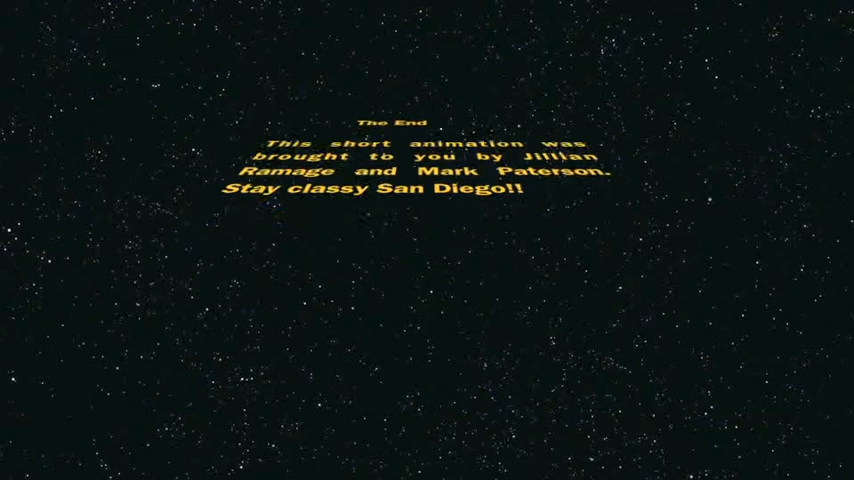 The End
This short animation was
brought to you by Jillian
Ramage and Mark Paterson.
Stay classy San Diego!!